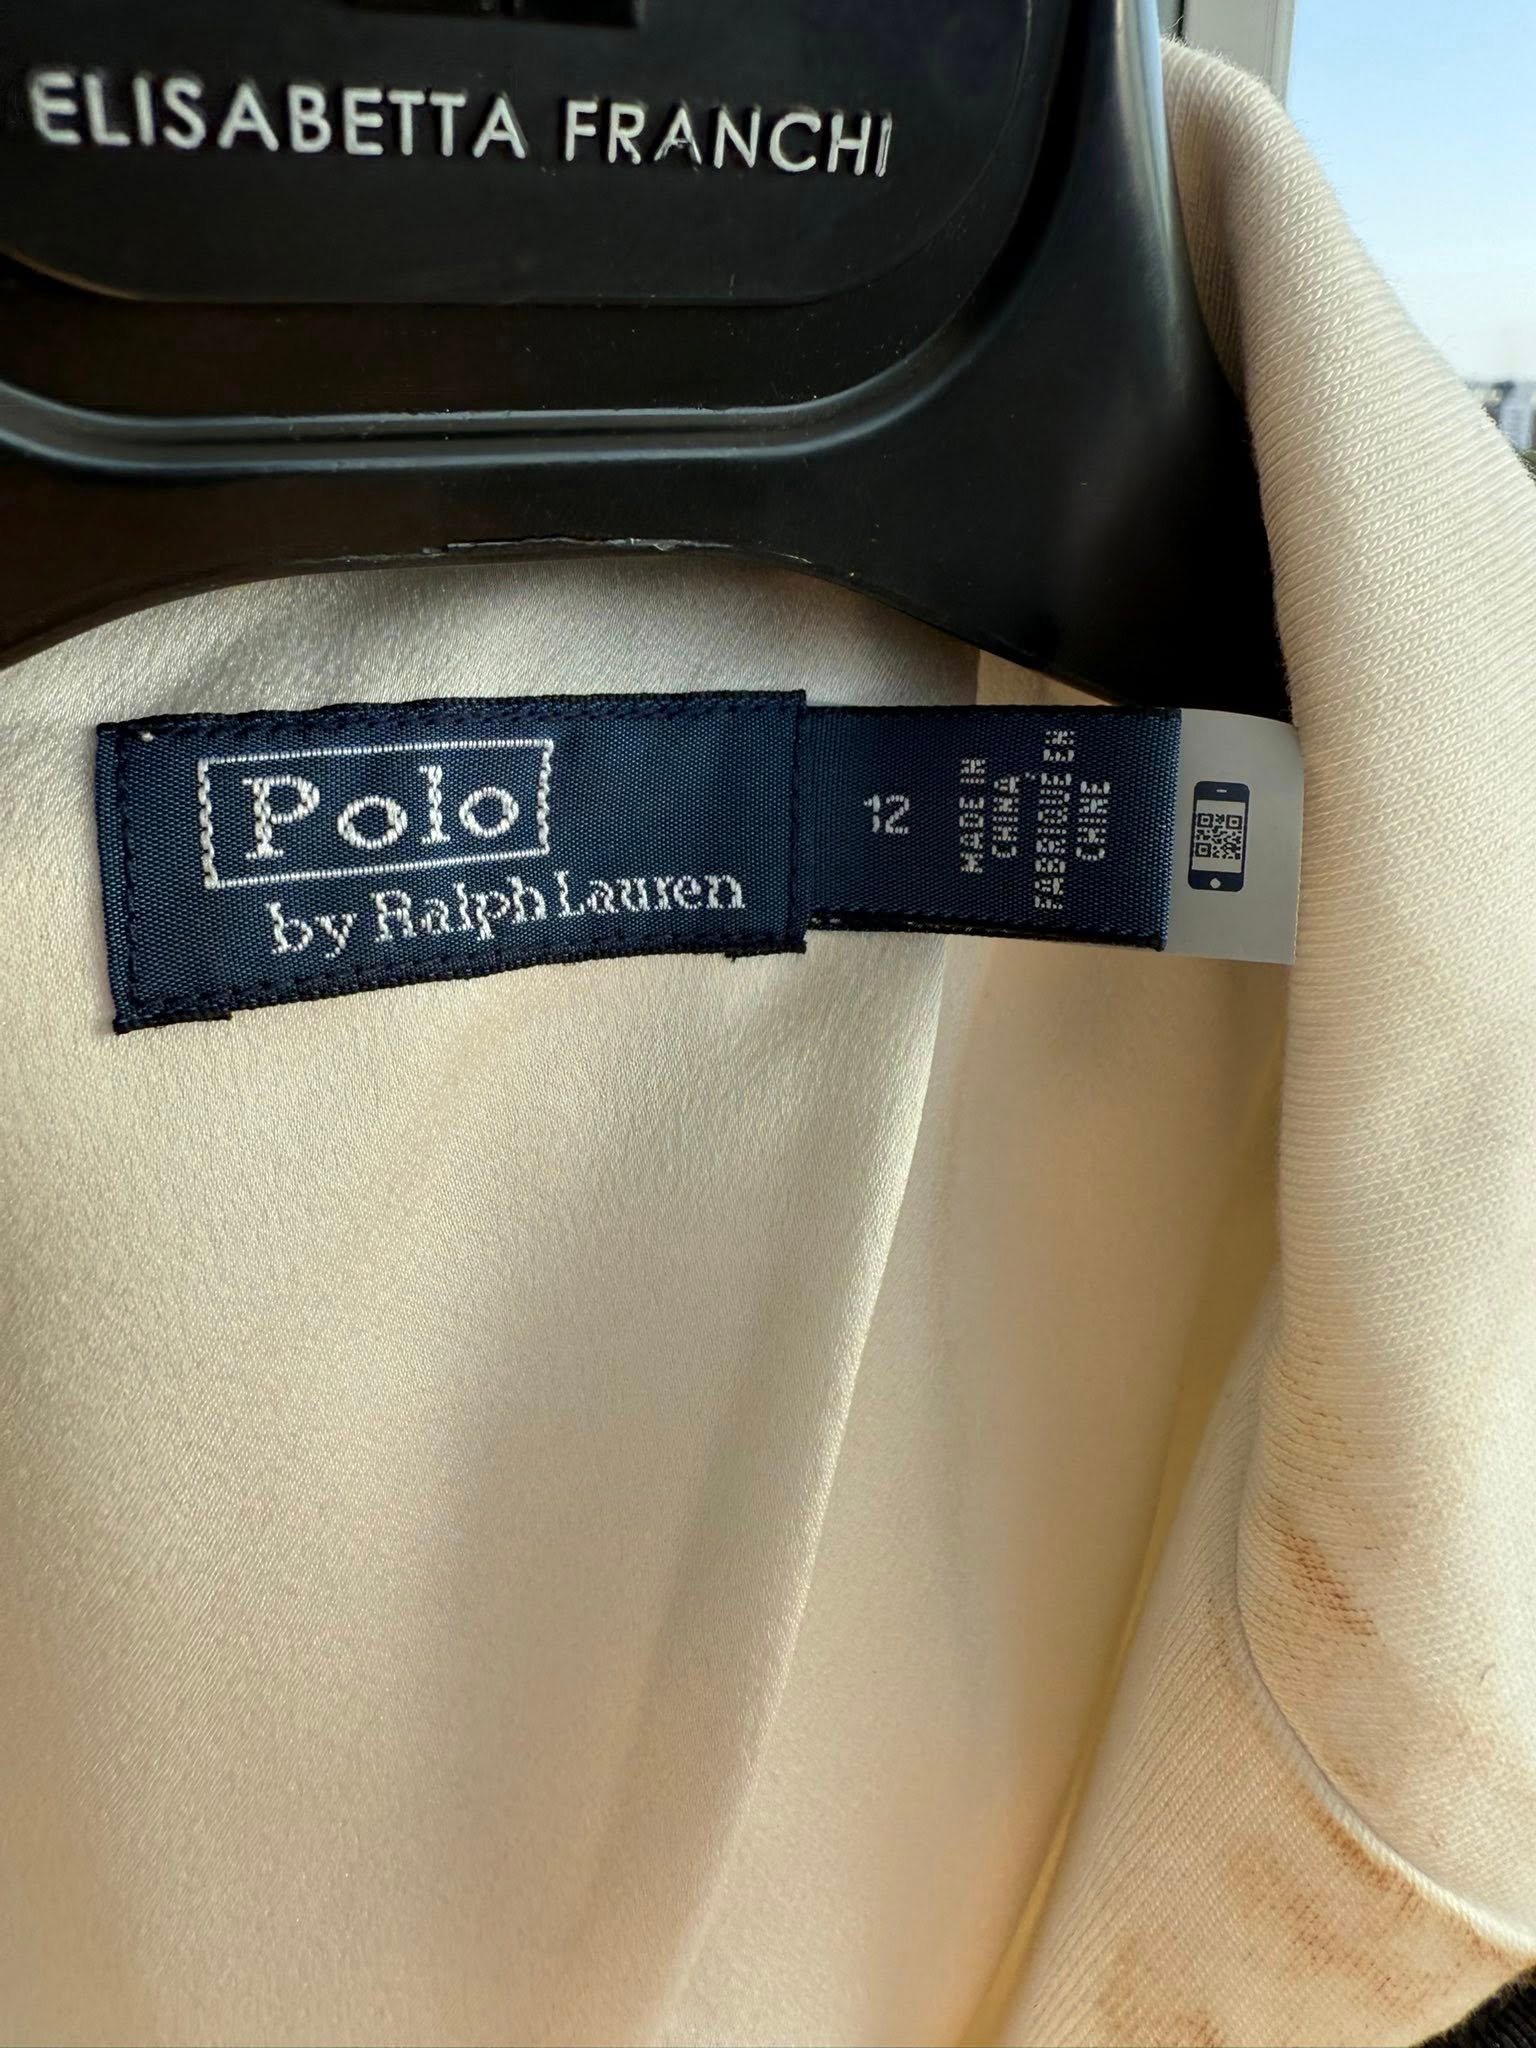 ELISABETTA FRANCHI
Polo
by Ralph Lauren
12
MADE IN
CHINA
FABRIQUÉ EN
CHINE